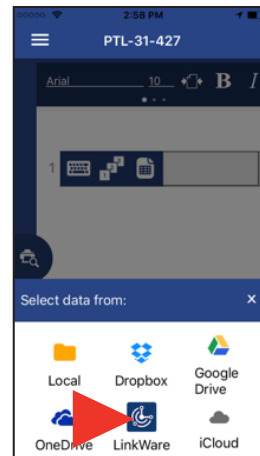 2:58 PM
PTL-31-427
Arial 10 B I
1
Select data from: x
Local Dropbox Google Drive
OneDrive LinkWare iCloud